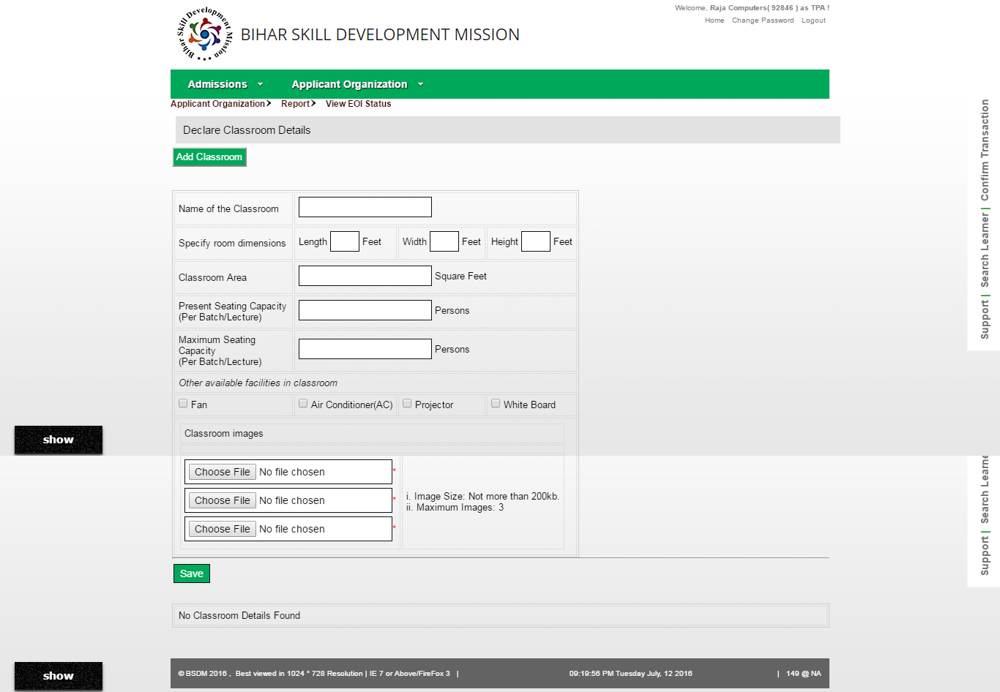 Welcome, Raja Computers( 92846 ) as TPA !
Home Change Password Logout
Bihar Skill Development Mission
BIHAR SKILL DEVELOPMENT MISSION
Admissions Applicant Organization
Applicant Organization Report View EOI Status
Declare Classroom Details
Add Classroom
Name of the Classroom
Specify room dimensions Length Feet Width Feet Height Feet
Classroom Area Square Feet
Present Seating Capacity
(Per Batch/Lecture) Persons
Maximum Seating
Capacity
(Per Batch/Lecture) Persons
Other available facilities in classroom
Fan Air Conditioner(AC) Projector White Board
Classroom images
Choose File No file chosen *
Choose File No file chosen *
Choose File No file chosen *
i. Image Size: Not more than 200kb.
ii. Maximum Images: 3
Save
No Classroom Details Found
© BSDM 2016 , Best viewed in 1024 * 728 Resolution | IE 7 or Above/FireFox 3 | 09:19:56 PM Tuesday July, 12 2016 | 149 @ NA
show
show
Support | Search Learner | Confirm Transaction
Support | Search Learne